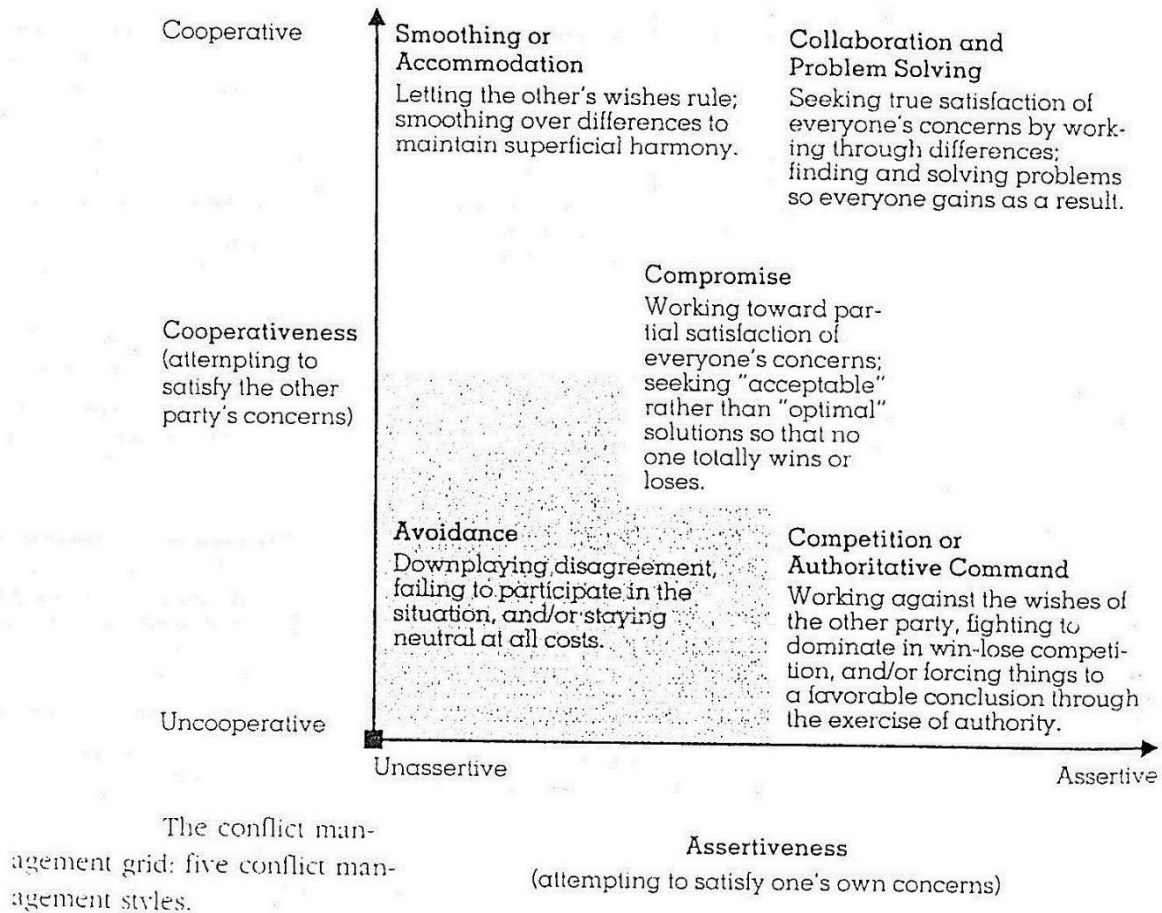 Cooperative
Smoothing or
Accommodation
Letting the other's wishes rule;
smoothing over differences to
maintain superficial harmony.
Collaboration and
Problem Solving
Seeking true satisfaction of
everyone's concerns by work-
ing through differences;
finding and solving problems
so everyone gains as a result.
Cooperativeness
(attempting to
satisfy the other
party's concerns)
Compromise
Working toward par-
tial satisfaction of
everyone's concerns;
seeking "acceptable"
rather than "optimal"
solutions so that no
one totally wins or
loses.
Avoidance
Downplaying disagreement,
failing to participate in the
situation, and/or staying
neutral at all costs.
Competition or
Authoritative Command
Working against the wishes of
the other party, fighting to
dominate in win-lose competi-
tion, and/or forcing things to
a favorable conclusion through
the exercise of authority.
Uncooperative
Unassertive
Assertive
Assertiveness
(attempting to satisfy one's own concerns)
The conflict man-
agement grid: five conflict man-
agement styles.